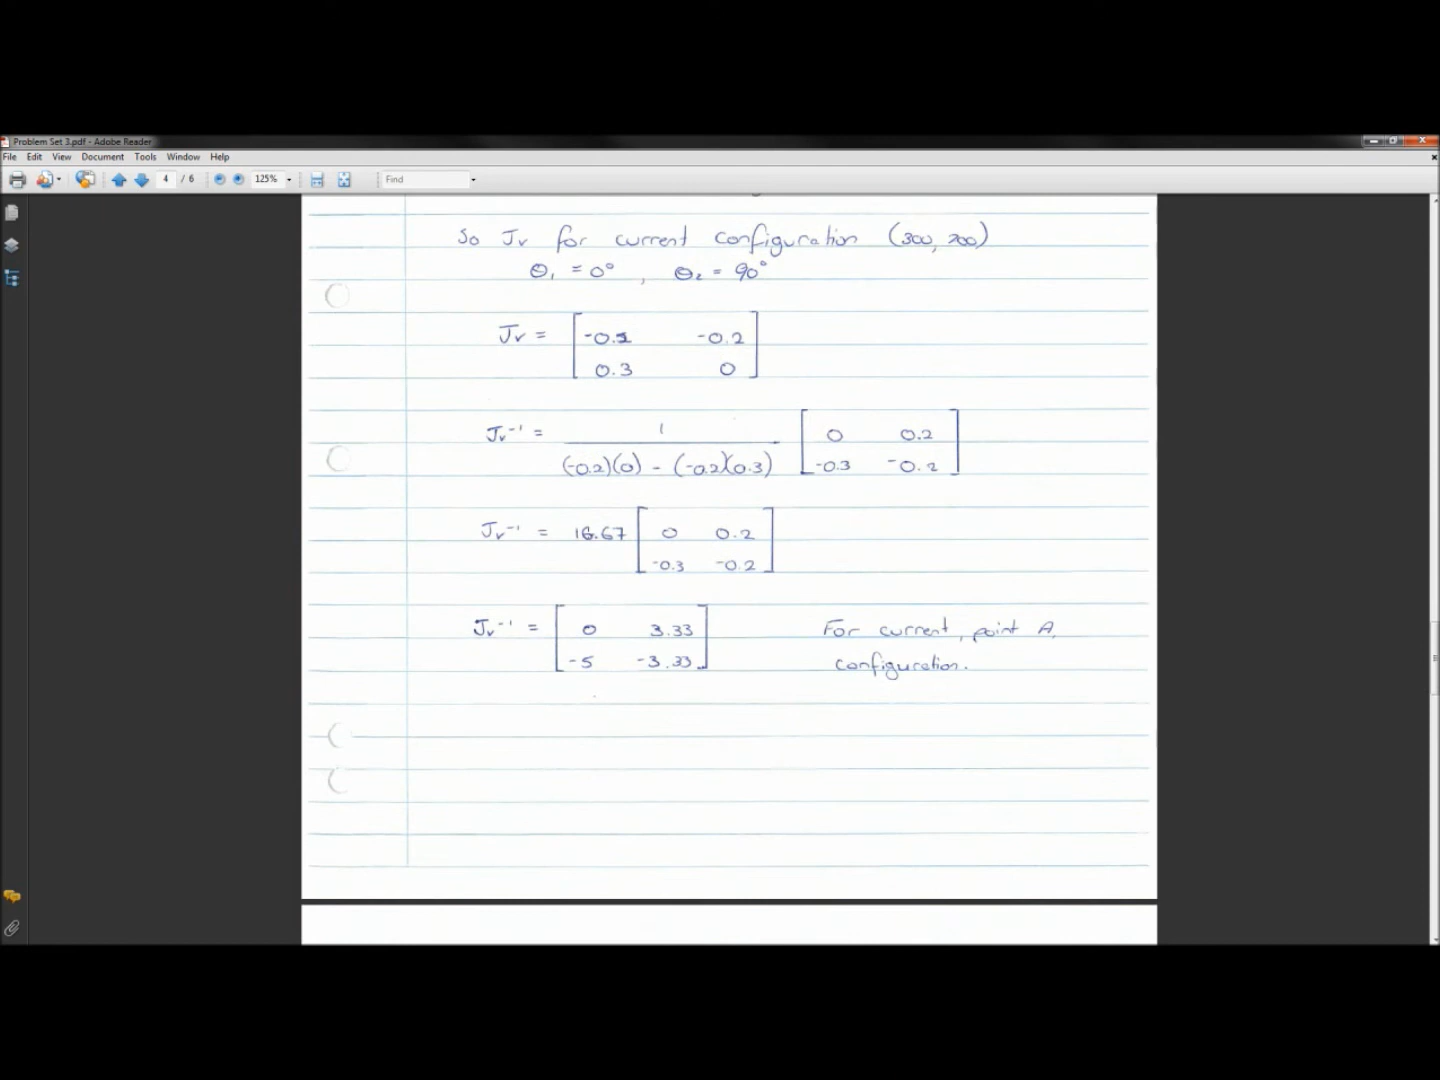 Problem Set 3.pdf - Adobe Reader
File Edit View Document Tools Window Help
4 / 6 125% Find
So Jv for current configuration (300, 200)
θ₁ = 0° , θ₂ = 90°
Jv = [ -0.2 -0.2
0.3 0 ]
Jv⁻¹ = 1 / (-0.2)(0) - (-0.2)(0.3) [ 0 0.2
-0.3 -0.2 ]
Jv⁻¹ = 16.67 [ 0 0.2
-0.3 -0.2 ]
Jv⁻¹ = [ 0 3.33
-5 -3.33 ]
For current, point A,
configuration.